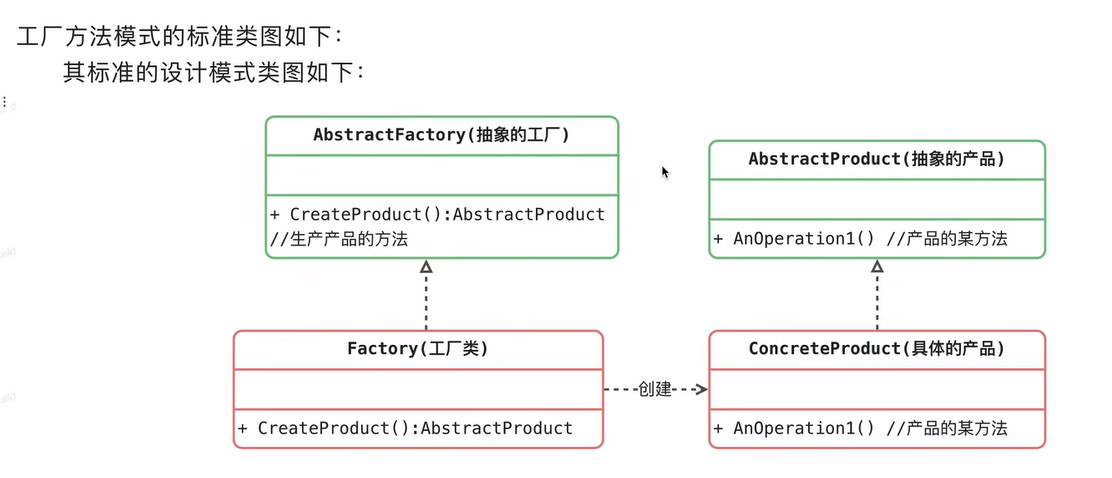 工厂方法模式的标准类图如下：
其标准的设计模式类图如下：
AbstractFactory(抽象的工厂)
+ CreateProduct():AbstractProduct
//生产产品的方法
AbstractProduct(抽象的产品)
+ AnOperation1() //产品的某方法
Factory(工厂类)
+ CreateProduct():AbstractProduct
创建
ConcreteProduct(具体的产品)
+ AnOperation1() //产品的某方法